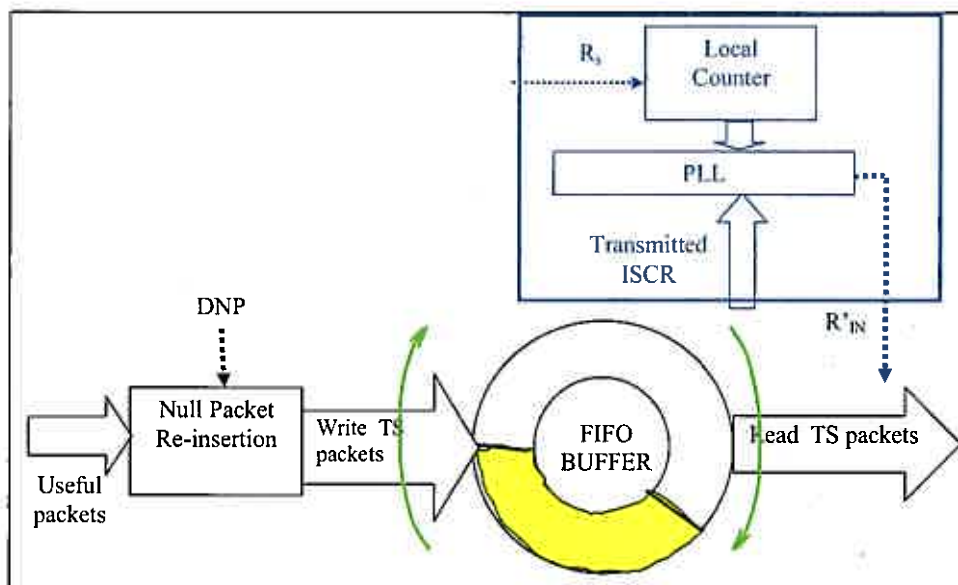 Rs
Local
Counter
PLL
Transmitted
ISCR
DNP
R'IN
Null Packet
Re-insertion
Write TS
packets
FIFO
BUFFER
Read TS packets
Useful
packets